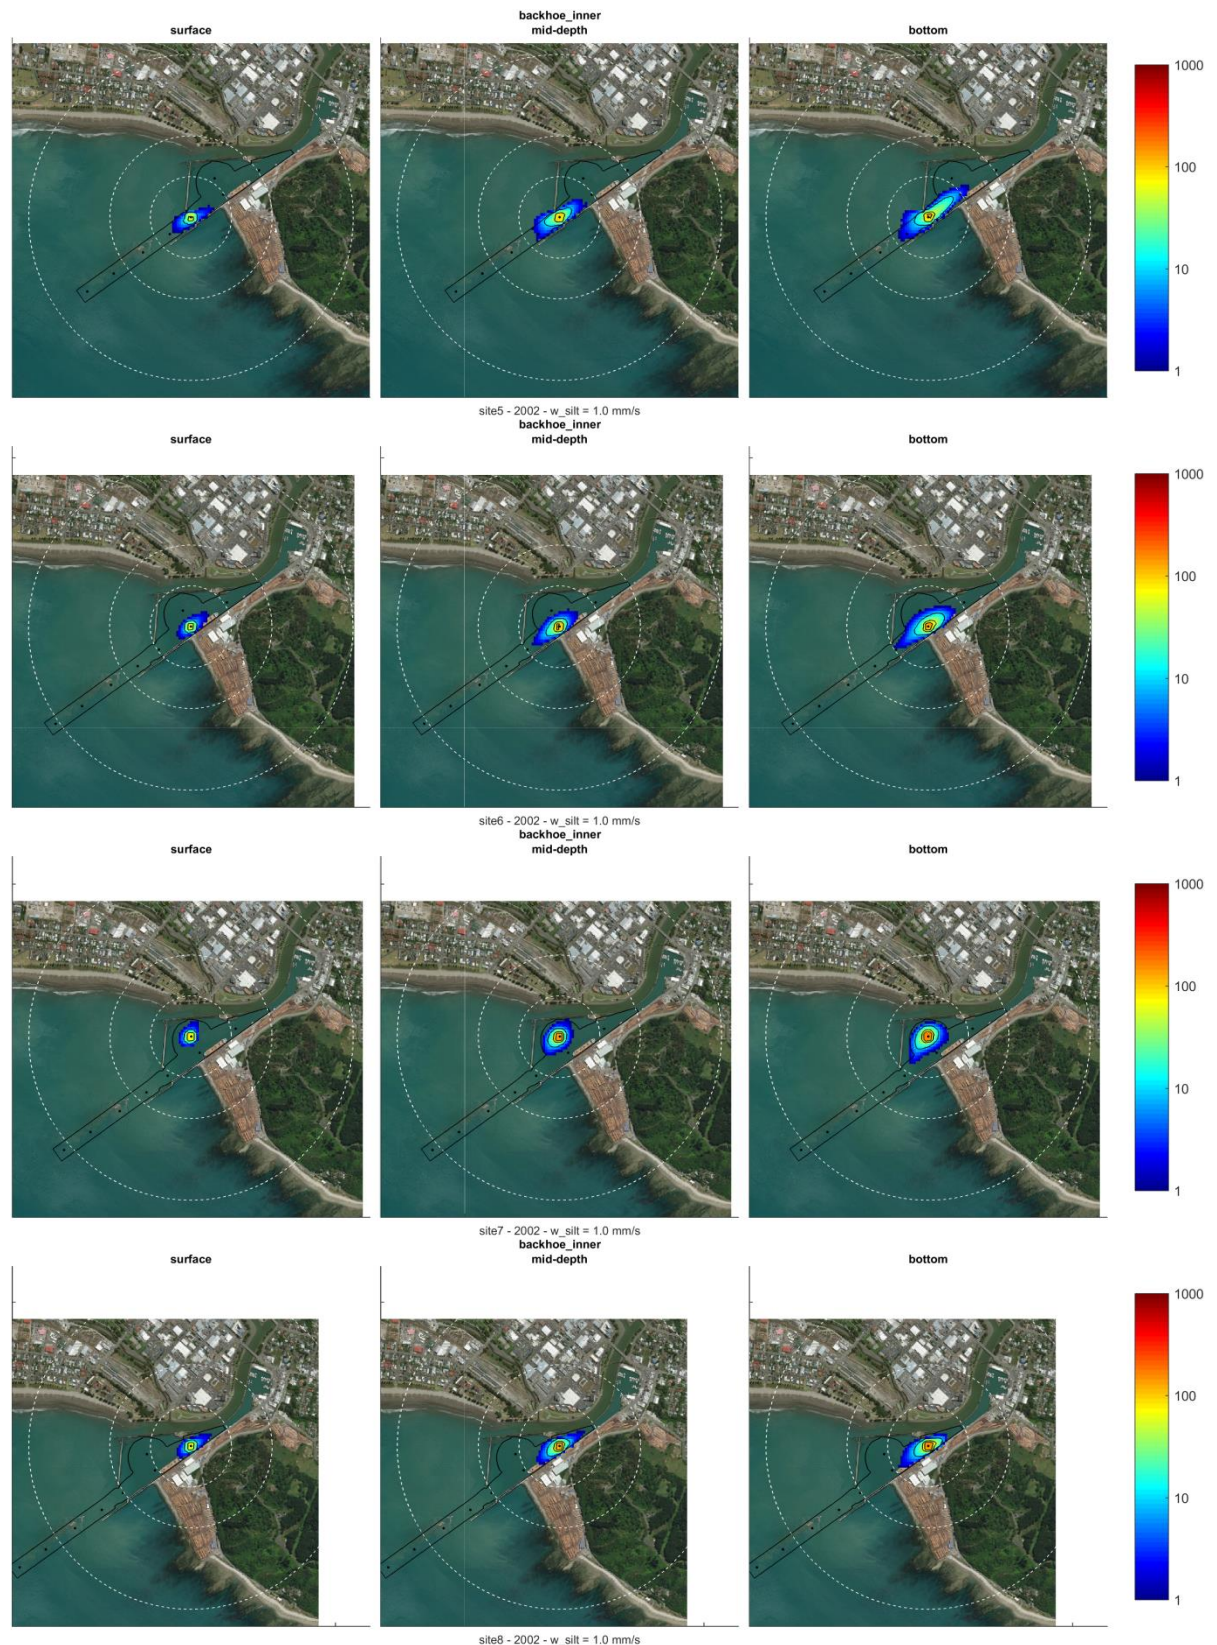 backhoe_inner
surface mid-depth bottom
1000
100
10
1
site5 - 2002 - w_silt = 1.0 mm/s
backhoe_inner
surface mid-depth bottom
1000
100
10
1
site6 - 2002 - w_silt = 1.0 mm/s
backhoe_inner
surface mid-depth bottom
1000
100
10
1
site7 - 2002 - w_silt = 1.0 mm/s
backhoe_inner
surface mid-depth bottom
1000
100
10
1
site8 - 2002 - w_silt = 1.0 mm/s